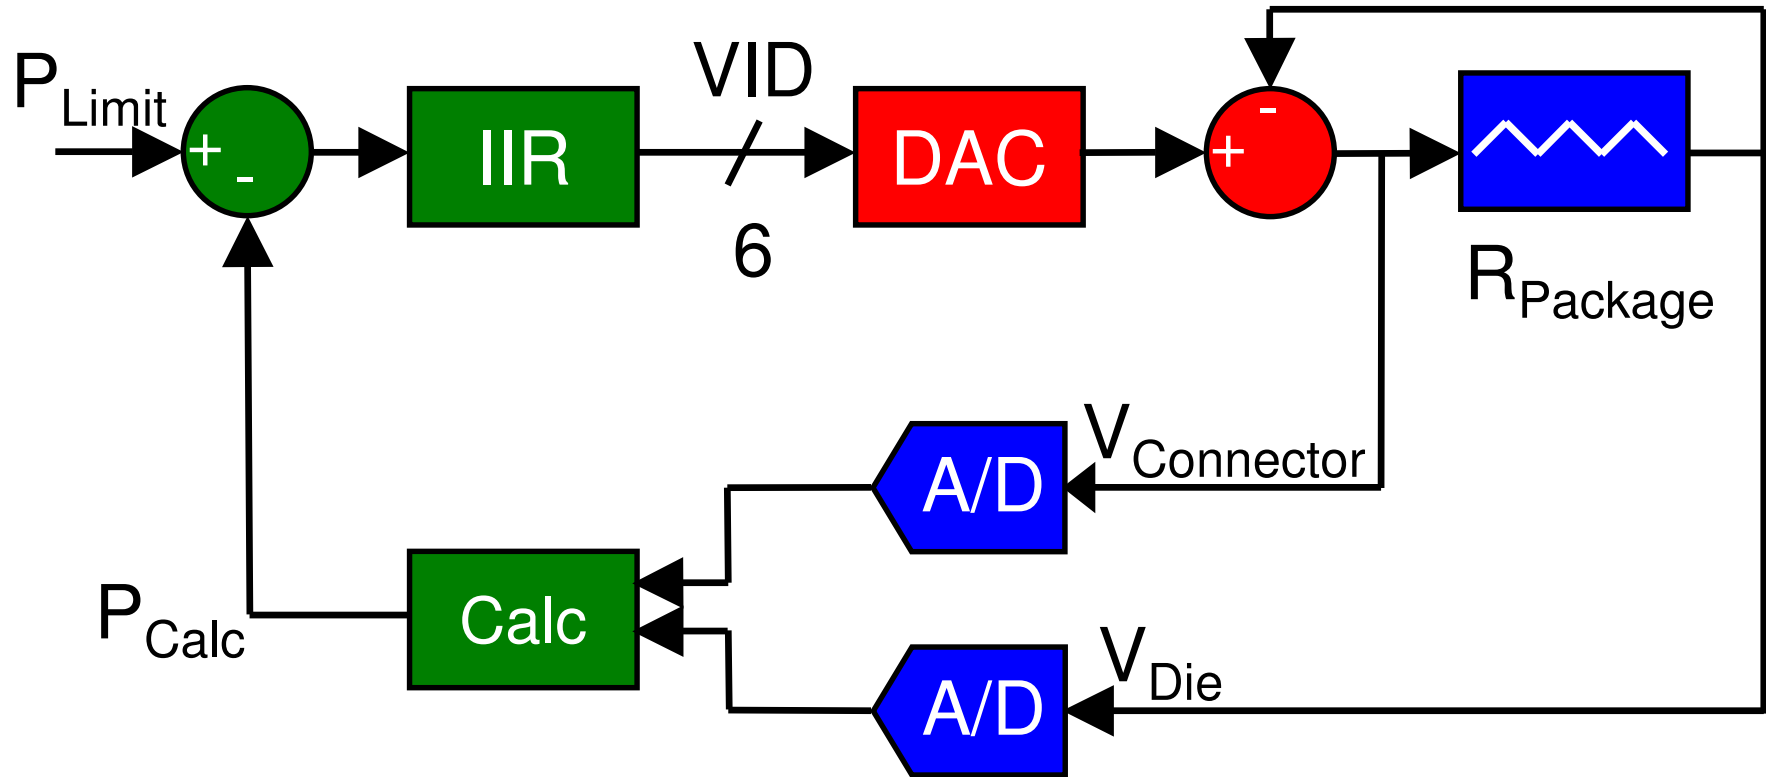 P_Limit
+
-
IIR
VID
6
DAC
+
-
R_Package
A/D
V_Connector
Calc
P_Calc
A/D
V_Die